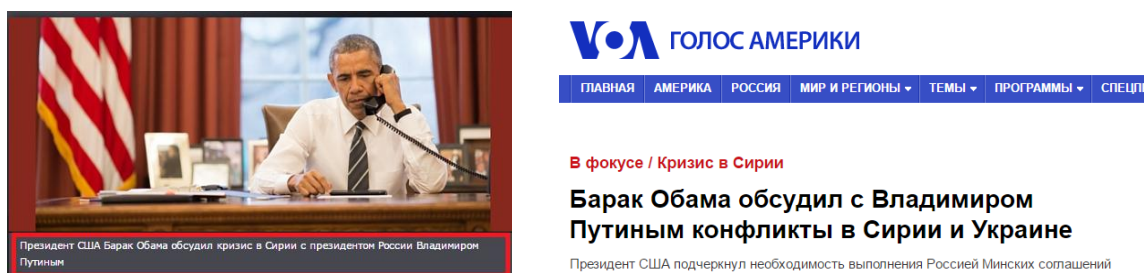 Президент США Барак Обама обсудил кризис в Сирии с президентом России Владимиром
Путиным
VOA ГОЛОС АМЕРИКИ
ГЛАВНАЯ АМЕРИКА РОССИЯ МИР И РЕГИОНЫ ТЕМЫ ПРОГРАММЫ
В фокусе / Кризис в Сирии
Барак Обама обсудил с Владимиром
Путиным конфликты в Сирии и Украине
Президент США подчеркнул необходимость выполнения Россией Минских соглашений